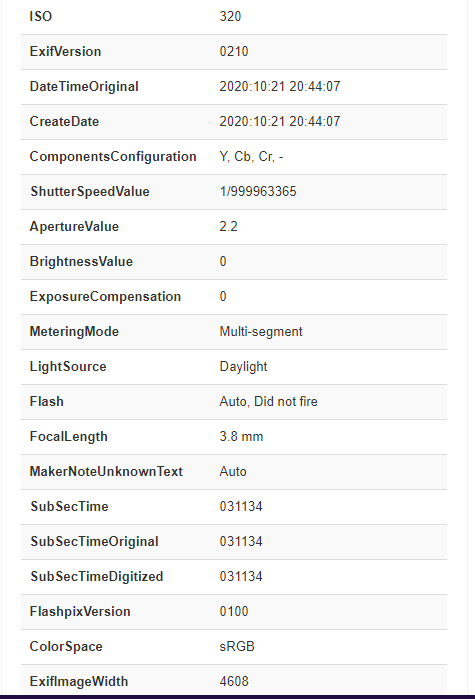 ISO 320
ExifVersion 0210
DateTimeOriginal 2020:10:21 20:44:07
CreateDate 2020:10:21 20:44:07
ComponentsConfiguration Y, Cb, Cr, -
ShutterSpeedValue 1/999963365
ApertureValue 2.2
BrightnessValue 0
ExposureCompensation 0
MeteringMode Multi-segment
LightSource Daylight
Flash Auto, Did not fire
FocalLength 3.8 mm
MakerNoteUnknownText Auto
SubSecTime 031134
SubSecTimeOriginal 031134
SubSecTimeDigitized 031134
FlashpixVersion 0100
ColorSpace sRGB
ExifImageWidth 4608